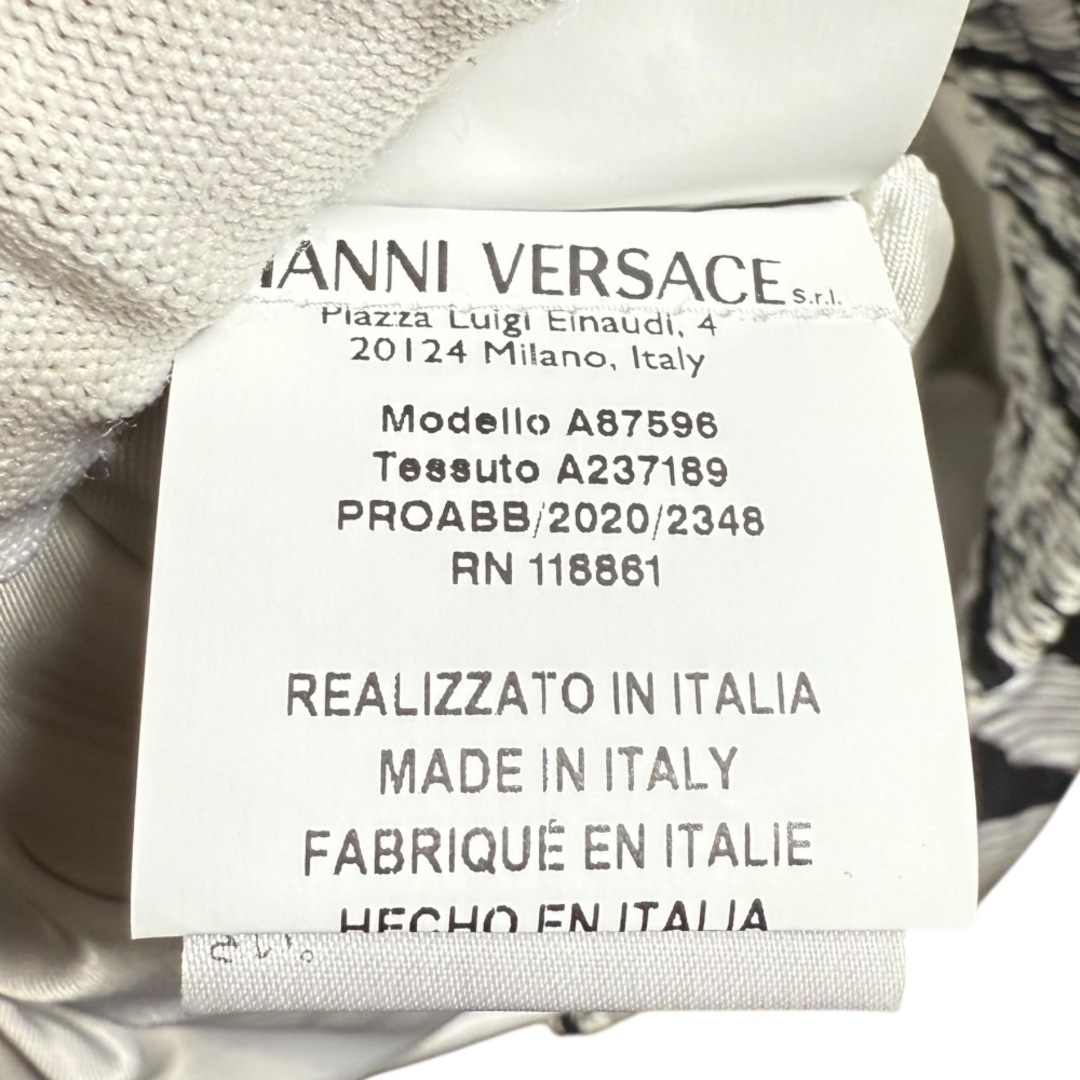 IANNI VERSACE s.r.l.
Piazza Luigi Einaudi, 4
20124 Milano, Italy
Modello A87596
Tessuto A237189
PROABB/2020/2348
RN 118861
REALIZZATO IN ITALIA
MADE IN ITALY
FABRIQUÉ EN ITALIE
HECHO EN ITALIA